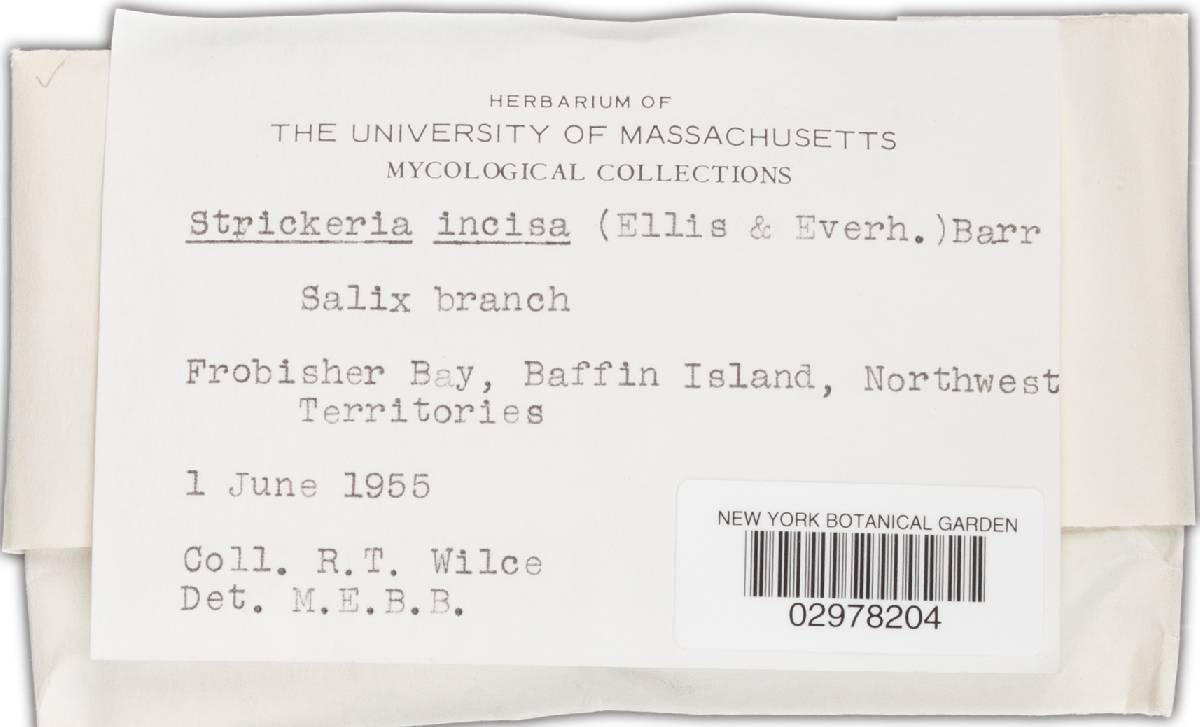 HERBARIUM OF
THE UNIVERSITY OF MASSACHUSETTS
MYCOLOGICAL COLLECTIONS
Strickeria incisa (Ellis & Everh.)Barr
Salix branch
Frobisher Bay, Baffin Island, Northwest
Territories
1 June 1955
Coll. R.T. Wilce
Det. M.E.B.B.
NEW YORK BOTANICAL GARDEN
02978204